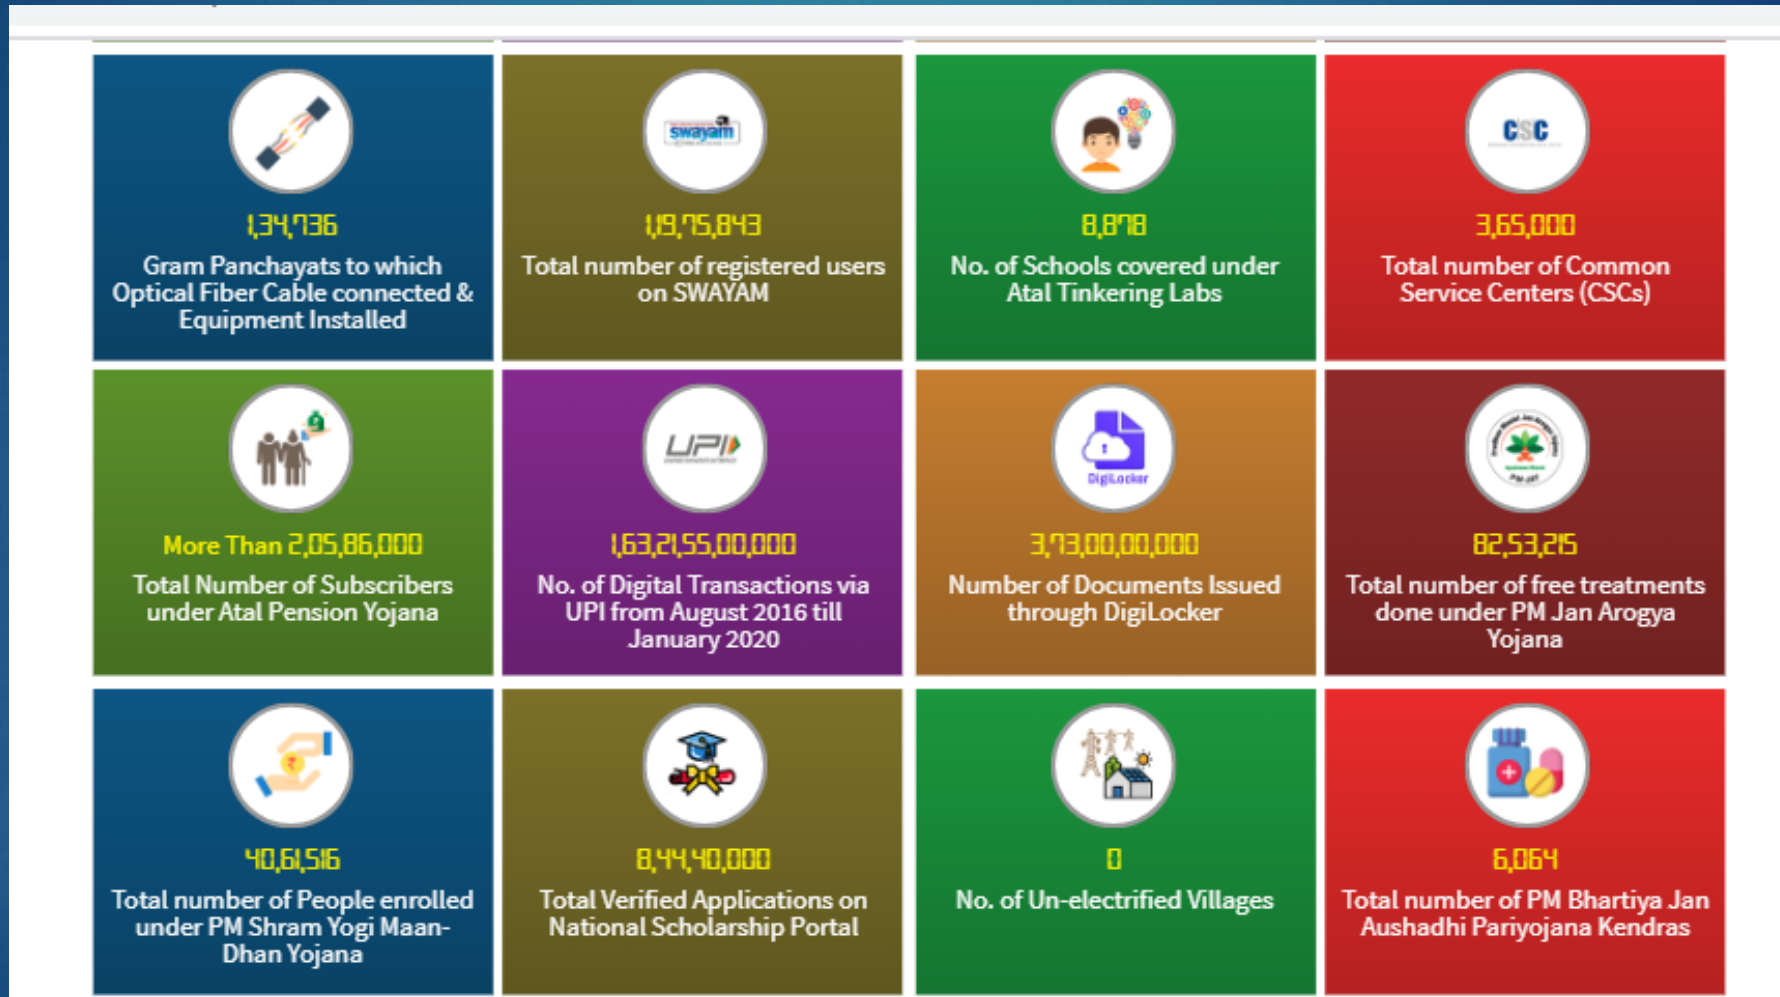 swayam
CSC
1,34,736
1,19,75,843
8,878
3,65,000
Gram Panchayats to which
Optical Fiber Cable connected &
Equipment Installed
Total number of registered users
on SWAYAM
No. of Schools covered under
Atal Tinkering Labs
Total number of Common
Service Centers (CSCs)
UPI
DigiLocker
PM-JAY
More Than 2,05,86,000
1,63,21,55,00,000
3,73,00,00,000
82,53,215
Total Number of Subscribers
under Atal Pension Yojana
No. of Digital Transactions via
UPI from August 2016 till
January 2020
Number of Documents Issued
through DigiLocker
Total number of free treatments
done under PM Jan Arogya
Yojana
40,61,516
8,44,40,000
0
6,064
Total number of People enrolled
under PM Shram Yogi Maan-
Dhan Yojana
Total Verified Applications on
National Scholarship Portal
No. of Un-electrified Villages
Total number of PM Bhartiya Jan
Aushadhi Pariyojana Kendras